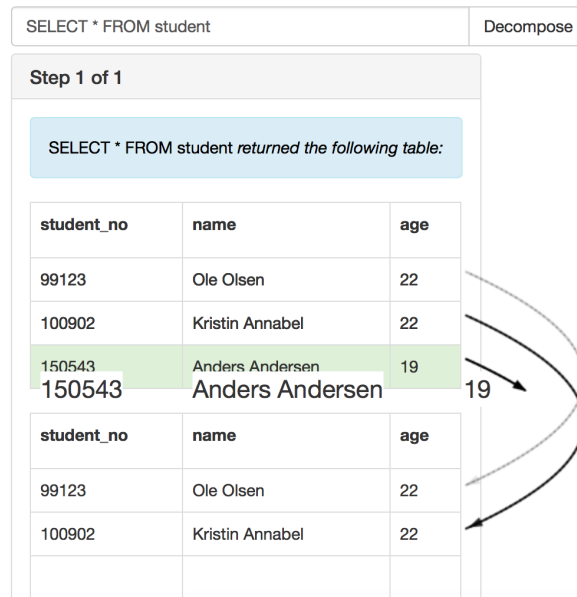 SELECT * FROM student Decompose
Step 1 of 1
SELECT * FROM student returned the following table:
student_no name age
99123 Ole Olsen 22
100902 Kristin Annabel 22
150543 Anders Andersen 19
150543 Anders Andersen 19
student_no name age
99123 Ole Olsen 22
100902 Kristin Annabel 22